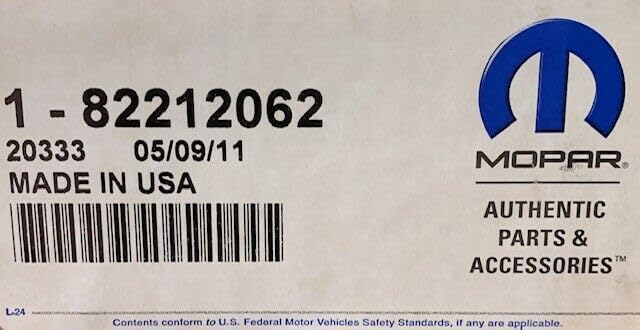 1 - 82212062
20333 05/09/11
MADE IN USA
MOPAR®
AUTHENTIC
PARTS &
ACCESSORIES™
L-24
Contents conform to U.S. Federal Motor Vehicles Safety Standards, if any are applicable.